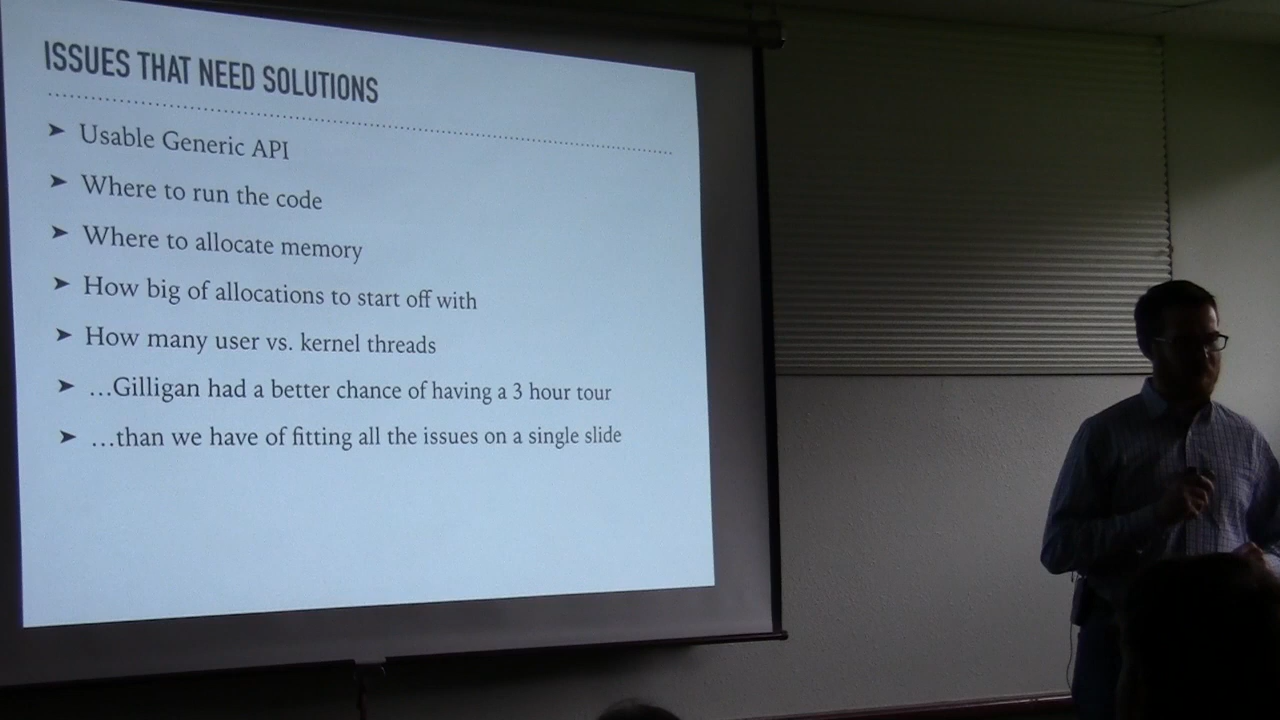 ISSUES THAT NEED SOLUTIONS
➤ Usable Generic API
➤ Where to run the code
➤ Where to allocate memory
➤ How big of allocations to start off with
➤ How many user vs. kernel threads
➤ …Gilligan had a better chance of having a 3 hour tour
➤ …than we have of fitting all the issues on a single slide